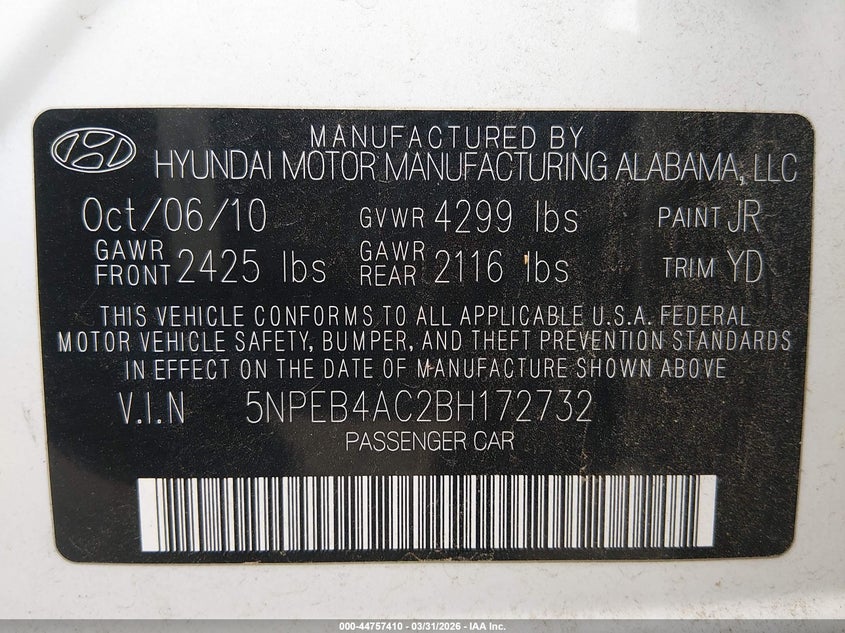 MANUFACTURED BY
HYUNDAI MOTOR MANUFACTURING ALABAMA, LLC
Oct/06/10 GVWR 4299 lbs PAINT JR
GAWR FRONT 2425 lbs GAWR REAR 2116 lbs TRIM YD
THIS VEHICLE CONFORMS TO ALL APPLICABLE U.S.A. FEDERAL
MOTOR VEHICLE SAFETY, BUMPER, AND THEFT PREVENTION STANDARDS
IN EFFECT ON THE DATE OF MANUFACTURE SHOWN ABOVE
V.I.N 5NPEB4AC2BH172732
PASSENGER CAR
000-44757410 - 03/31/2026 - IAA Inc.